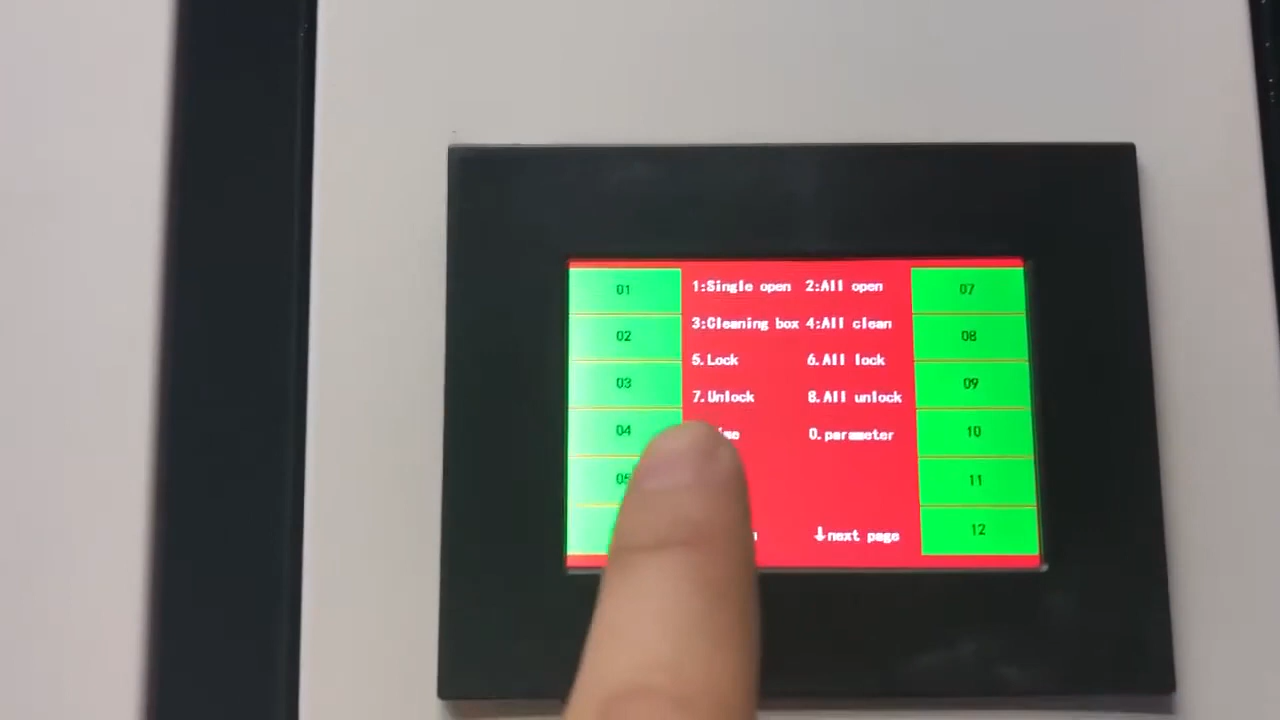 01 1:Single open 2:All open 07
02 3:Cleaning box 4:All clean 08
03 5.Lock 6.All lock 09
7.Unlock 8.All unlock
04 0.parameter 10
11
↓next page 12